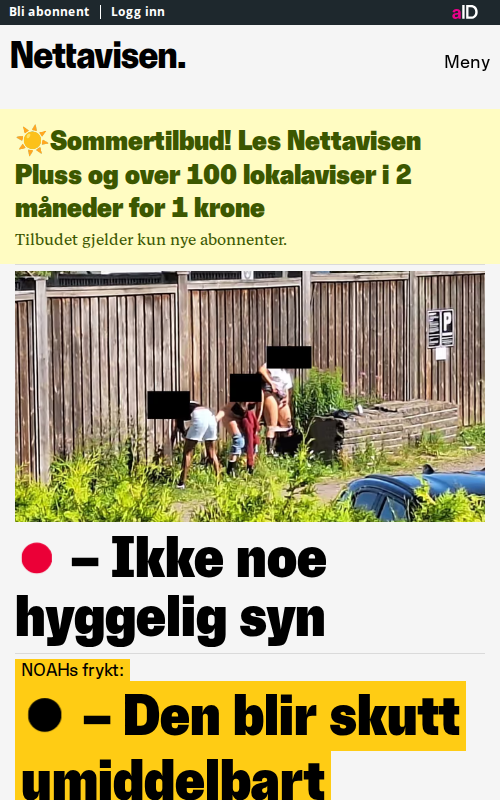 Bli abonnent
Logg inn
aID
Nettavisen.
Meny
☀️Sommertilbud! Les Nettavisen
Pluss og over 100 lokalaviser i 2
måneder for 1 krone
Tilbudet gjelder kun nye abonnenter.
P
– Ikke noe
hyggelig syn
NOAHs frykt:
– Den blir skutt
umiddelbart